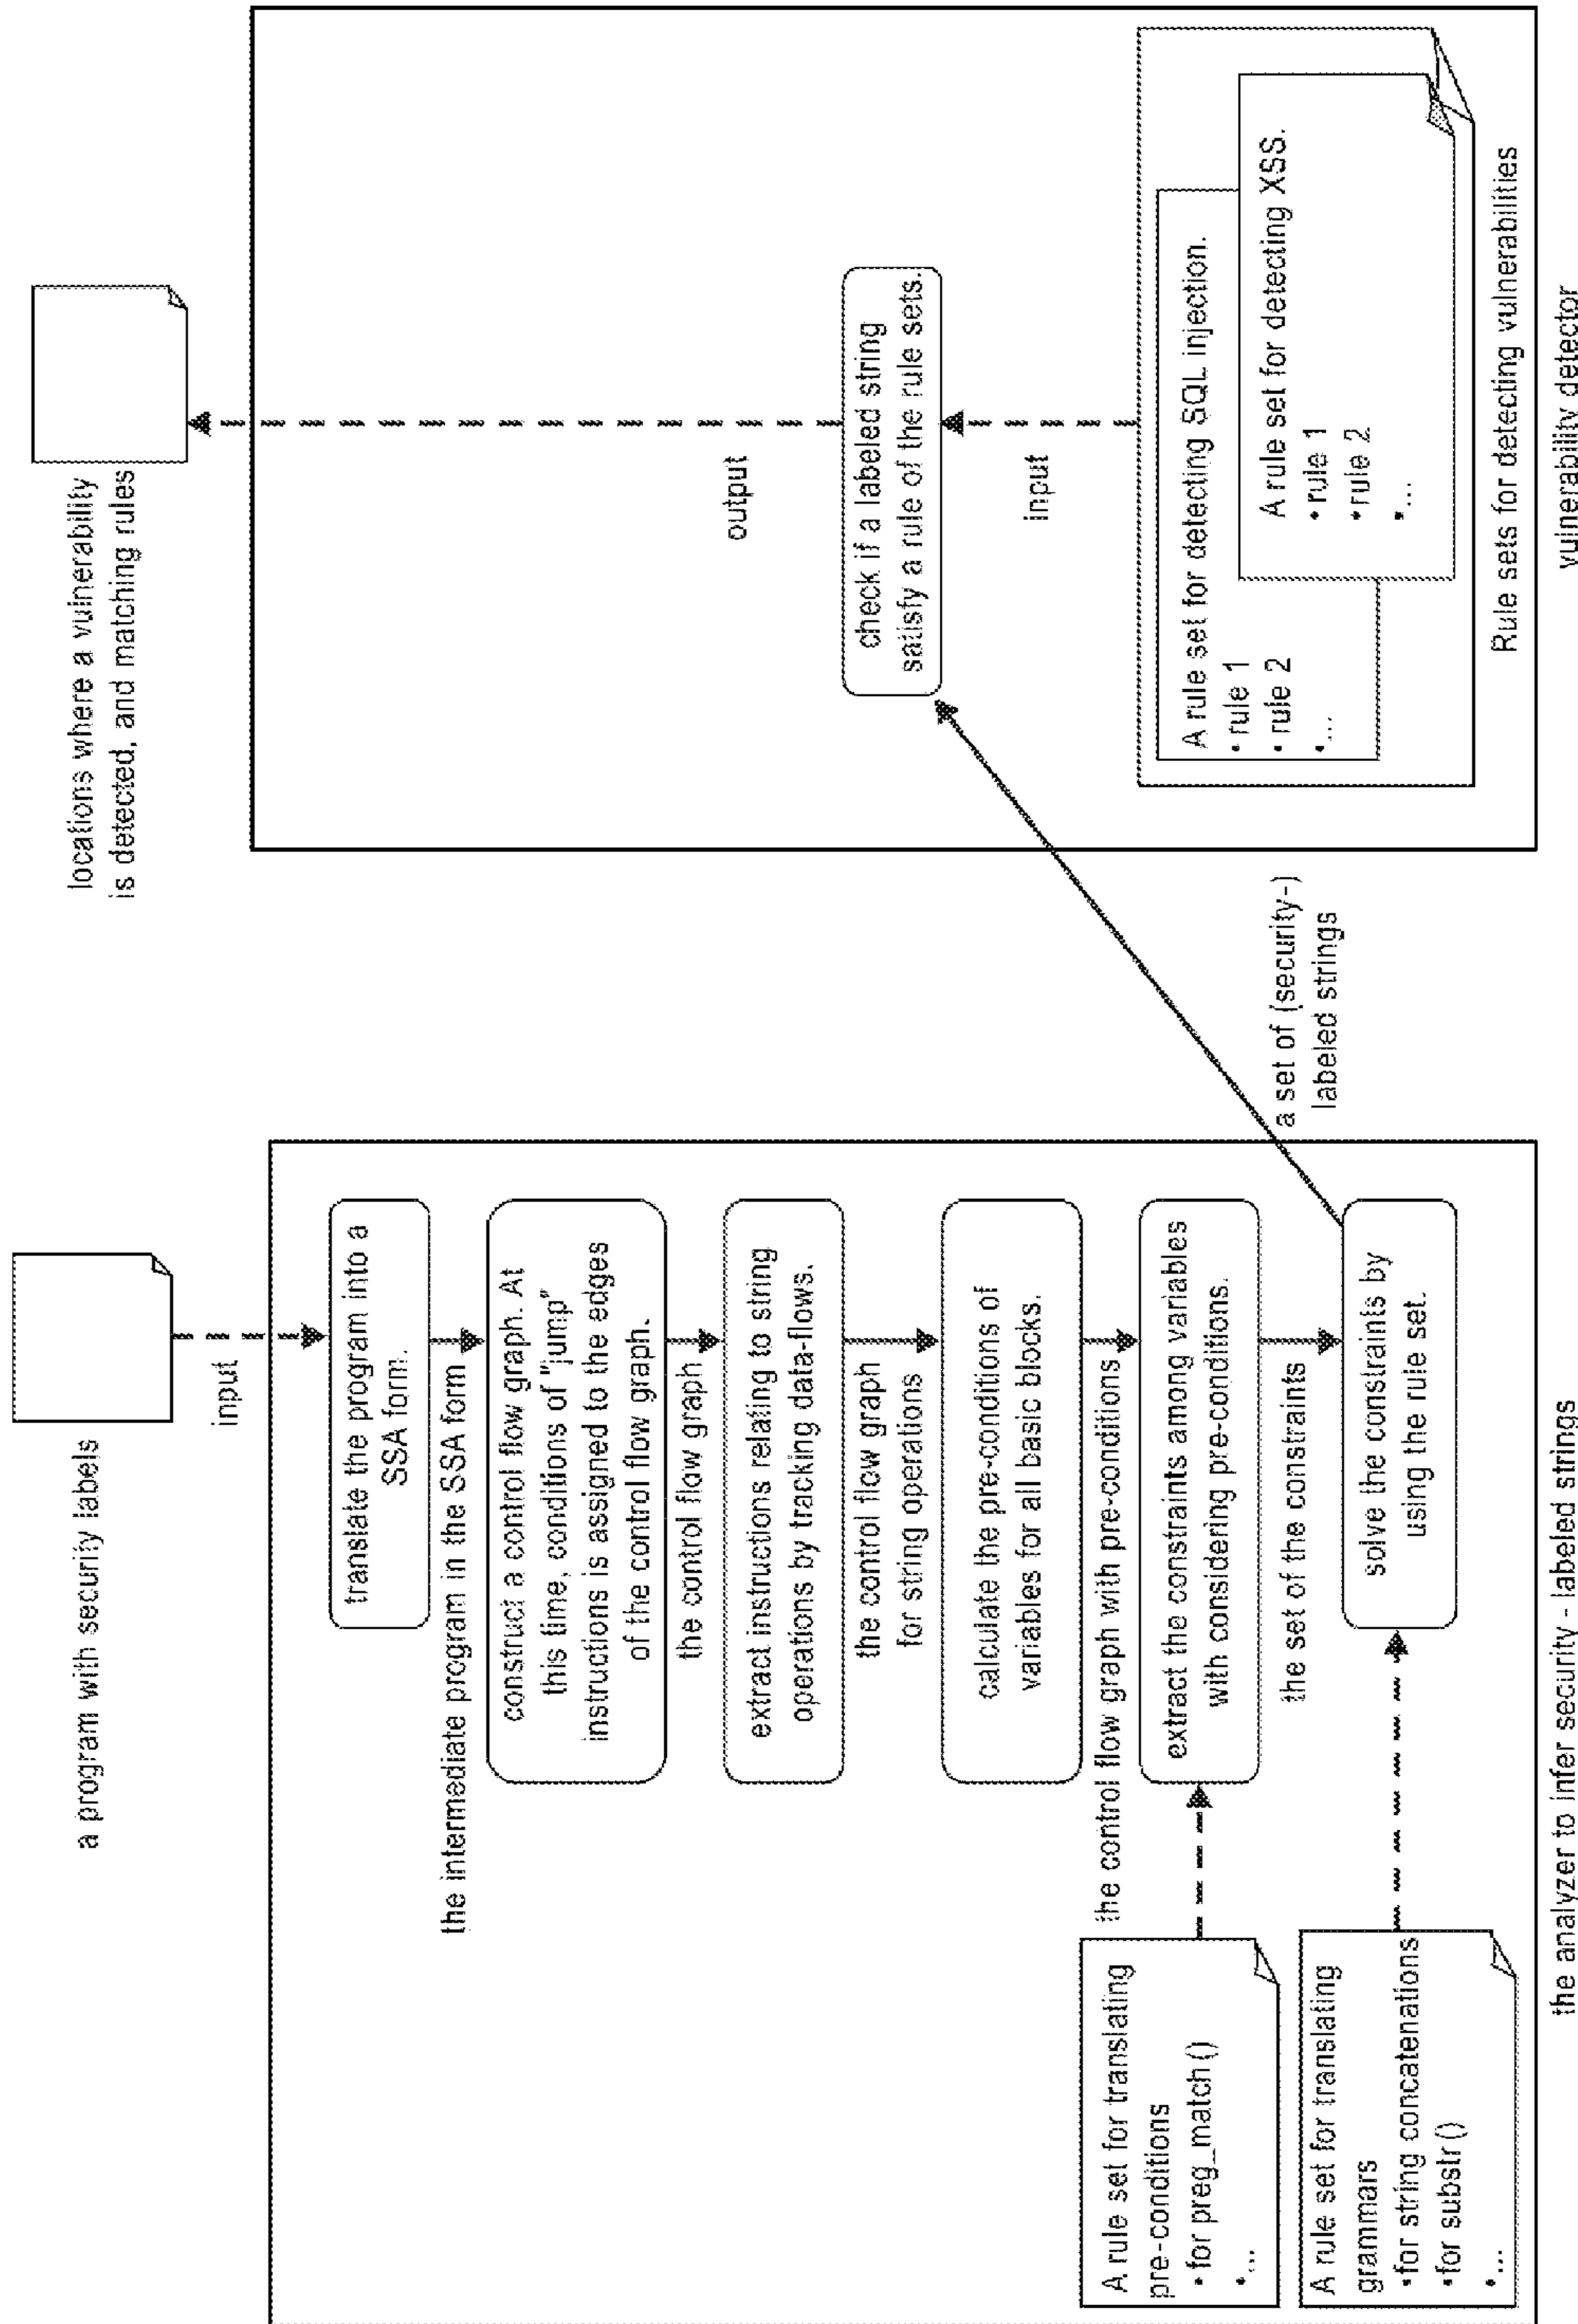 a program with security labels
input
translate the program into a
SSA form.
the intermediate program in the SSA form
construct a control flow graph. At
this time, conditions of "jump"
instructions is assigned to the edges
of the control flow graph.
the control flow graph
extract instructions relating to string
operations by tracking data-flows.
the control flow graph
for string operations
calculate the pre-conditions of
variables for all basic blocks.
the control flow graph with pre-conditions
A rule set for translating
pre-conditions
• for preg_match ()
•...
extract the constraints among variables
with considering pre-conditions.
the set of the constraints
A rule set for translating
grammars
•for string concatenations
•for substr ()
•...
solve the constraints by
using the rule set.
the analyzer to infer security - labeled strings
a set of (security-)
labeled strings
locations where a vulnerability
is detected, and matching rules
output
check if a labeled string
satisfy a rule of the rule sets.
input
A rule set for detecting SQL injection.
• rule 1
• rule 2
•...
A rule set for detecting XSS.
• rule 1
•rule 2
•...
Rule sets for detecting vulnerabilities
vulnerability detector